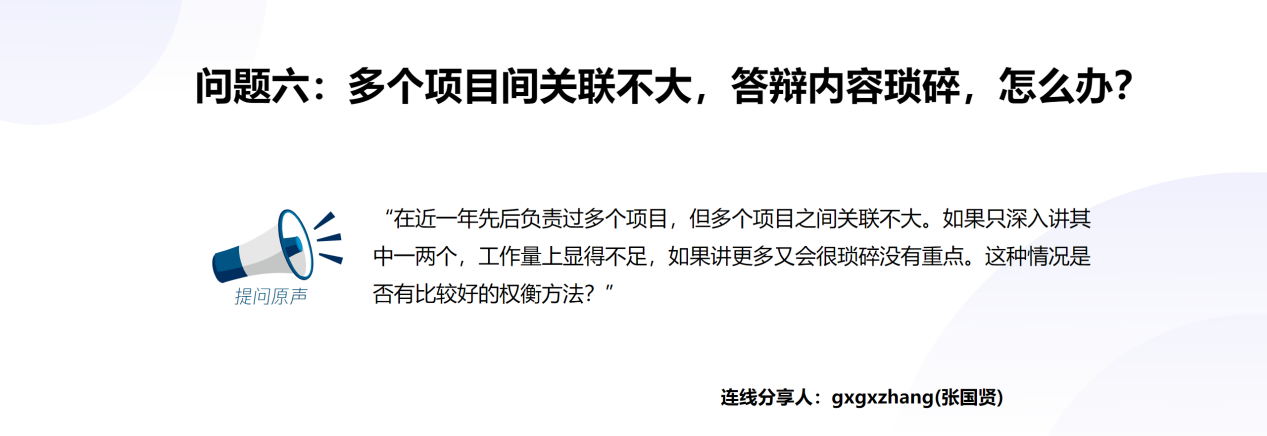 问题六：多个项目间关联不大，答辩内容琐碎，怎么办？
“在近一年先后负责过多个项目，但多个项目之间关联不大。如果只深入讲其
中一两个，工作量上显得不足，如果讲更多又会很琐碎没有重点。这种情况是
否有比较好的权衡方法？”
提问原声
连线分享人：gxgxzhang(张国贤)